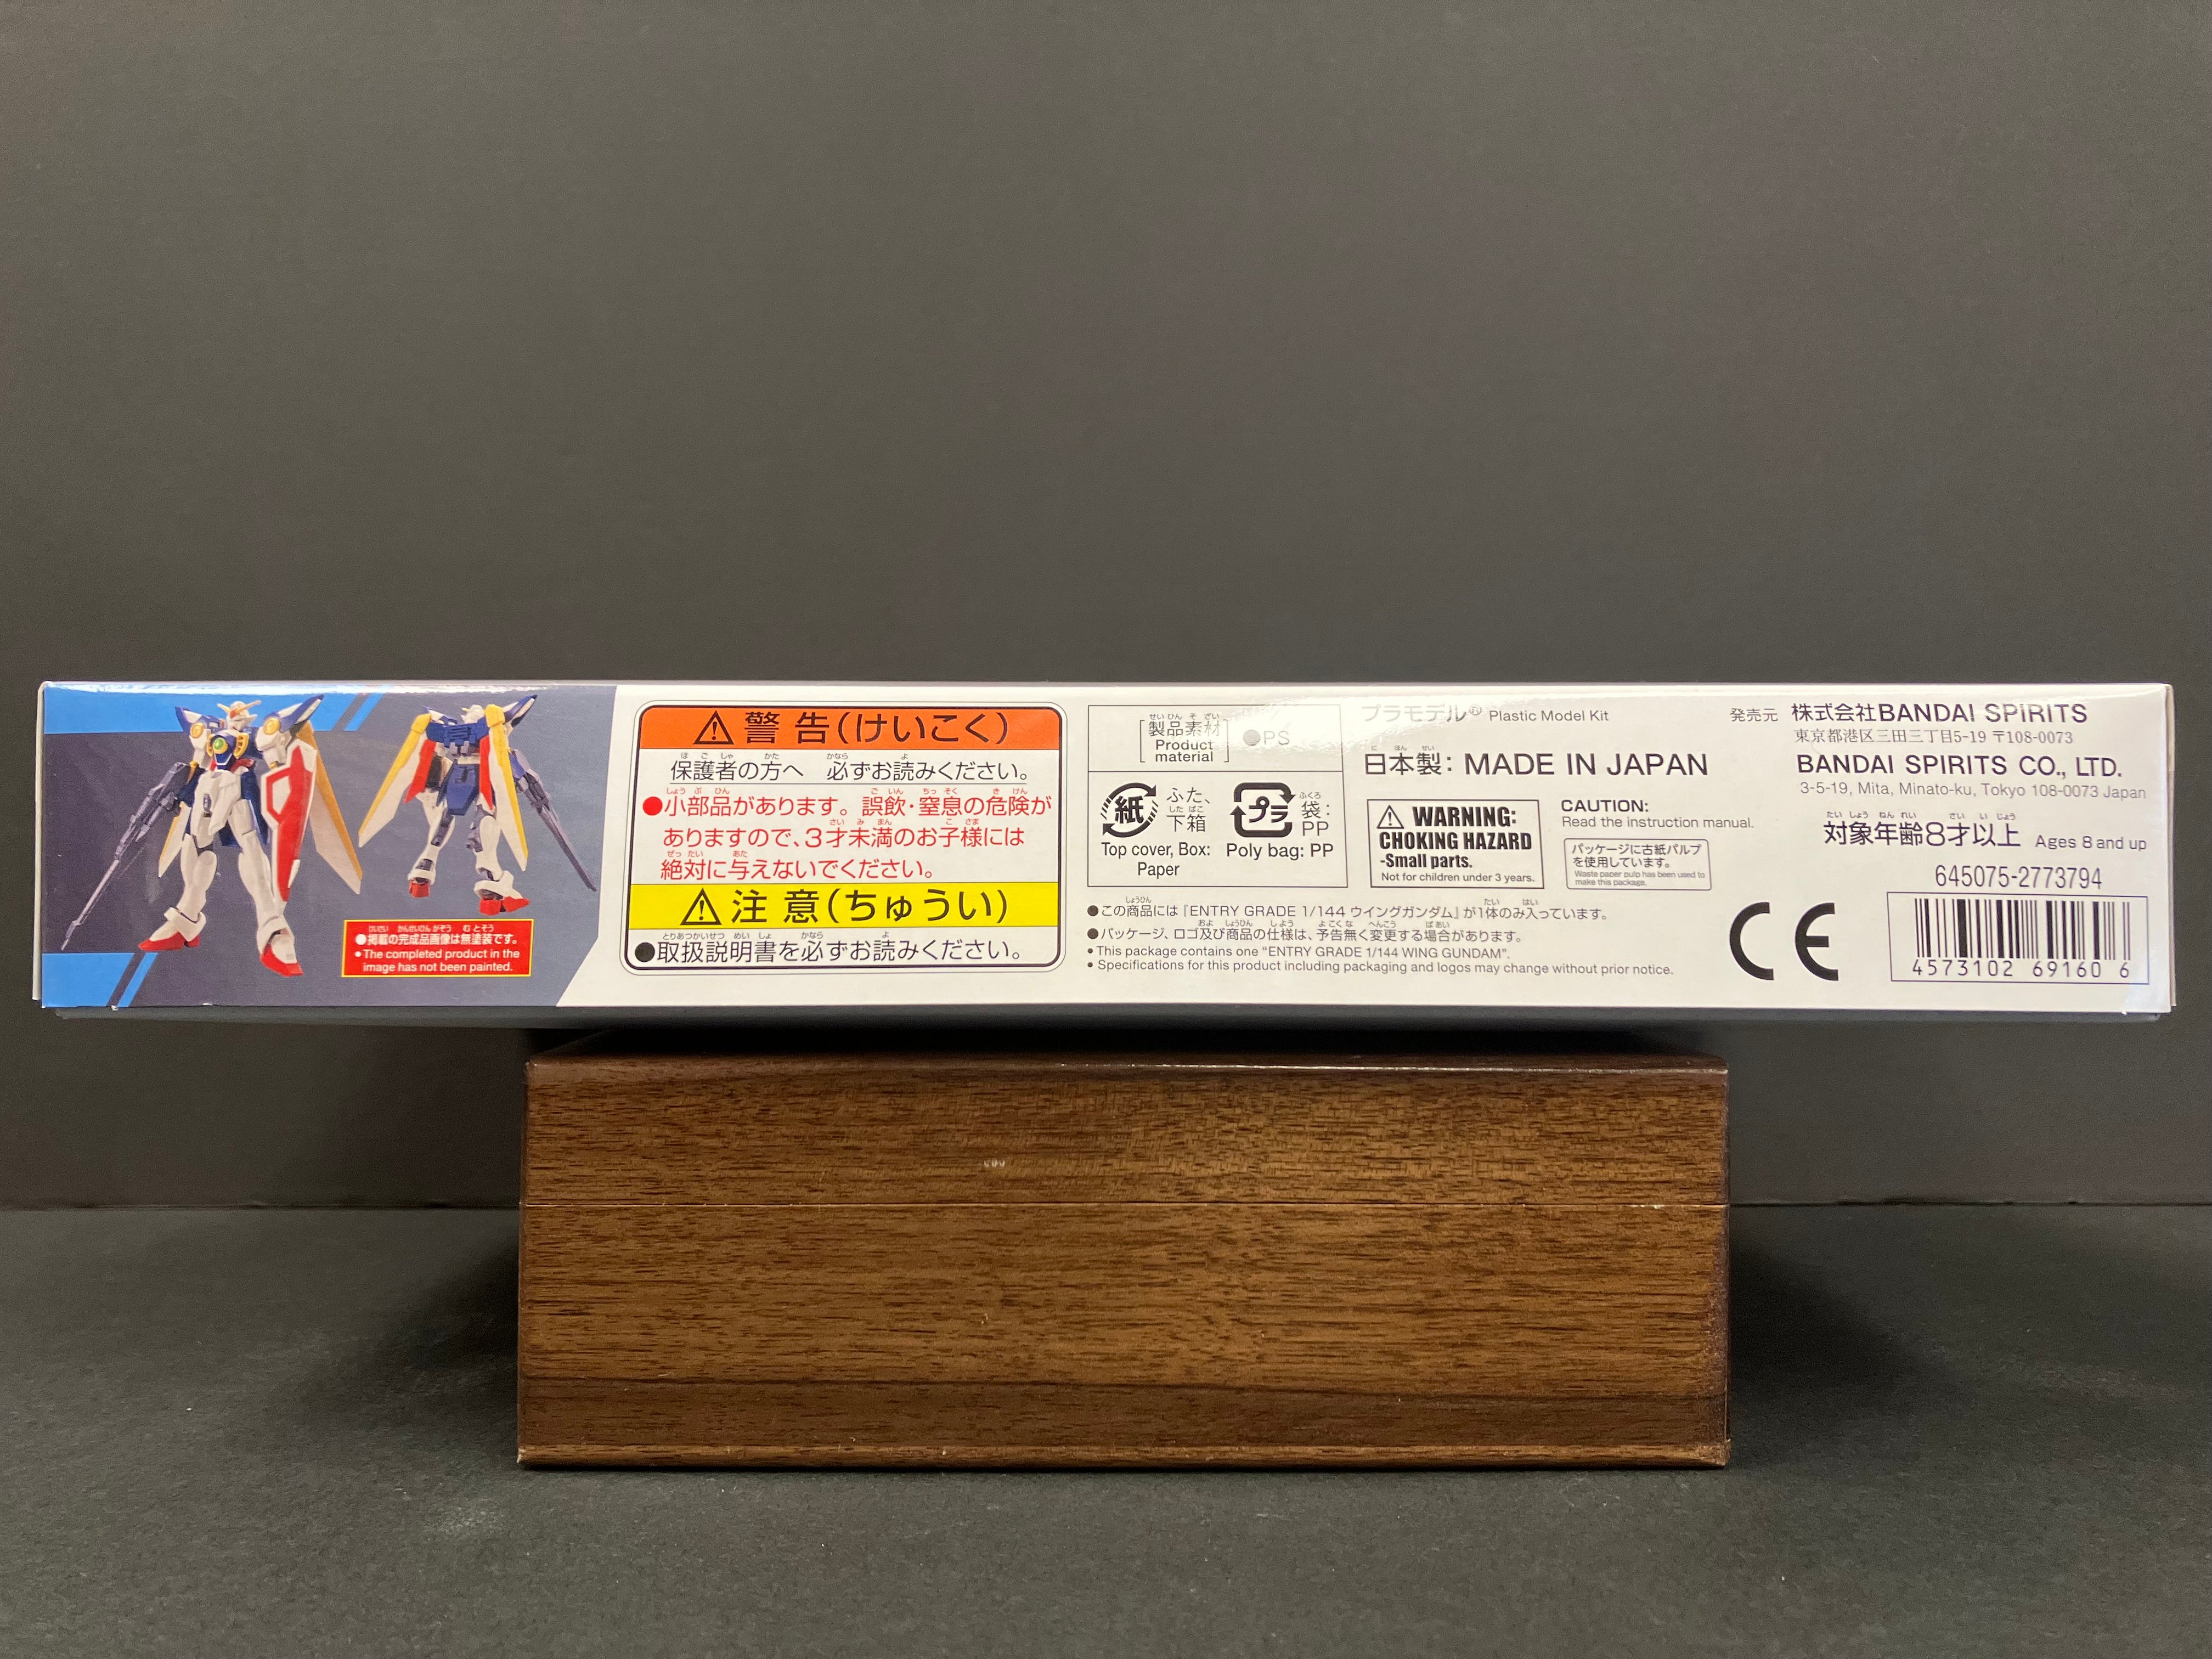 ●掲載の完成品画像は無塗装です。
• The completed product in the
image has not been painted.
⚠警告(けいこく)
保護者の方へ 必ずお読みください。
●小部品があります。誤飲・窒息の危険が
ありますので、3才未満のお子様には
絶対に与えないでください。
⚠注意(ちゅうい)
●取扱説明書を必ずお読みください。
製品素材
Product
material
●PS
紙
ふた、
下箱
Top cover, Box:
Paper
プラ
袋:
PP
Poly bag: PP
プラモデル® Plastic Model Kit
日本製: MADE IN JAPAN
⚠ WARNING:
CHOKING HAZARD
-Small parts.
Not for children under 3 years.
CAUTION:
Read the instruction manual.
パッケージに古紙パルプ
を使用しています。
Waste paper pulp has been used to
make this package.
●この商品には『ENTRY GRADE 1/144 ウイングガンダム』が1体のみ入っています。
●パッケージ、ロゴ及び商品の仕様は、予告無く変更する場合があります。
• This package contains one "ENTRY GRADE 1/144 WING GUNDAM".
• Specifications for this product including packaging and logos may change without prior notice.
発売元 株式会社BANDAI SPIRITS
東京都港区三田三丁目5-19 〒108-0073
BANDAI SPIRITS CO., LTD.
3-5-19, Mita, Minato-ku, Tokyo 108-0073 Japan
対象年齢8才以上 Ages 8 and up
645075-2773794
CE
4573102 69160 6